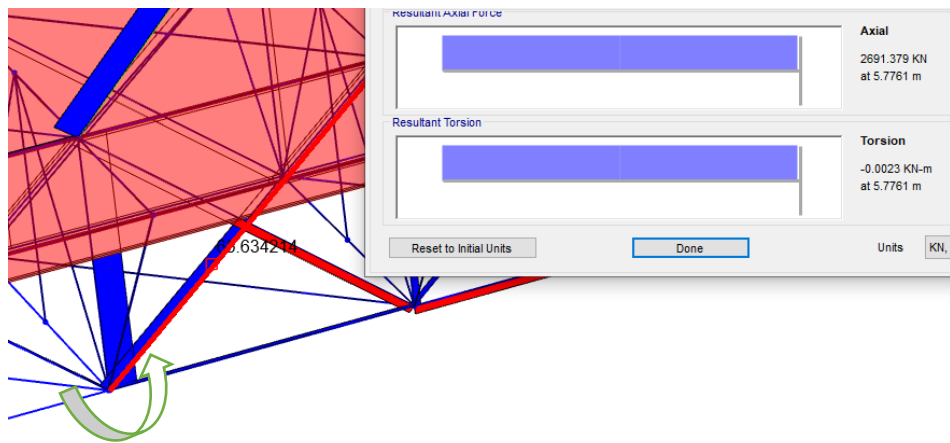 Resultant Axial Force
Axial
2691.379 KN
at 5.7761 m
Resultant Torsion
Torsion
-0.0023 KN-m
at 5.7761 m
Reset to Initial Units
Done
Units
KN,